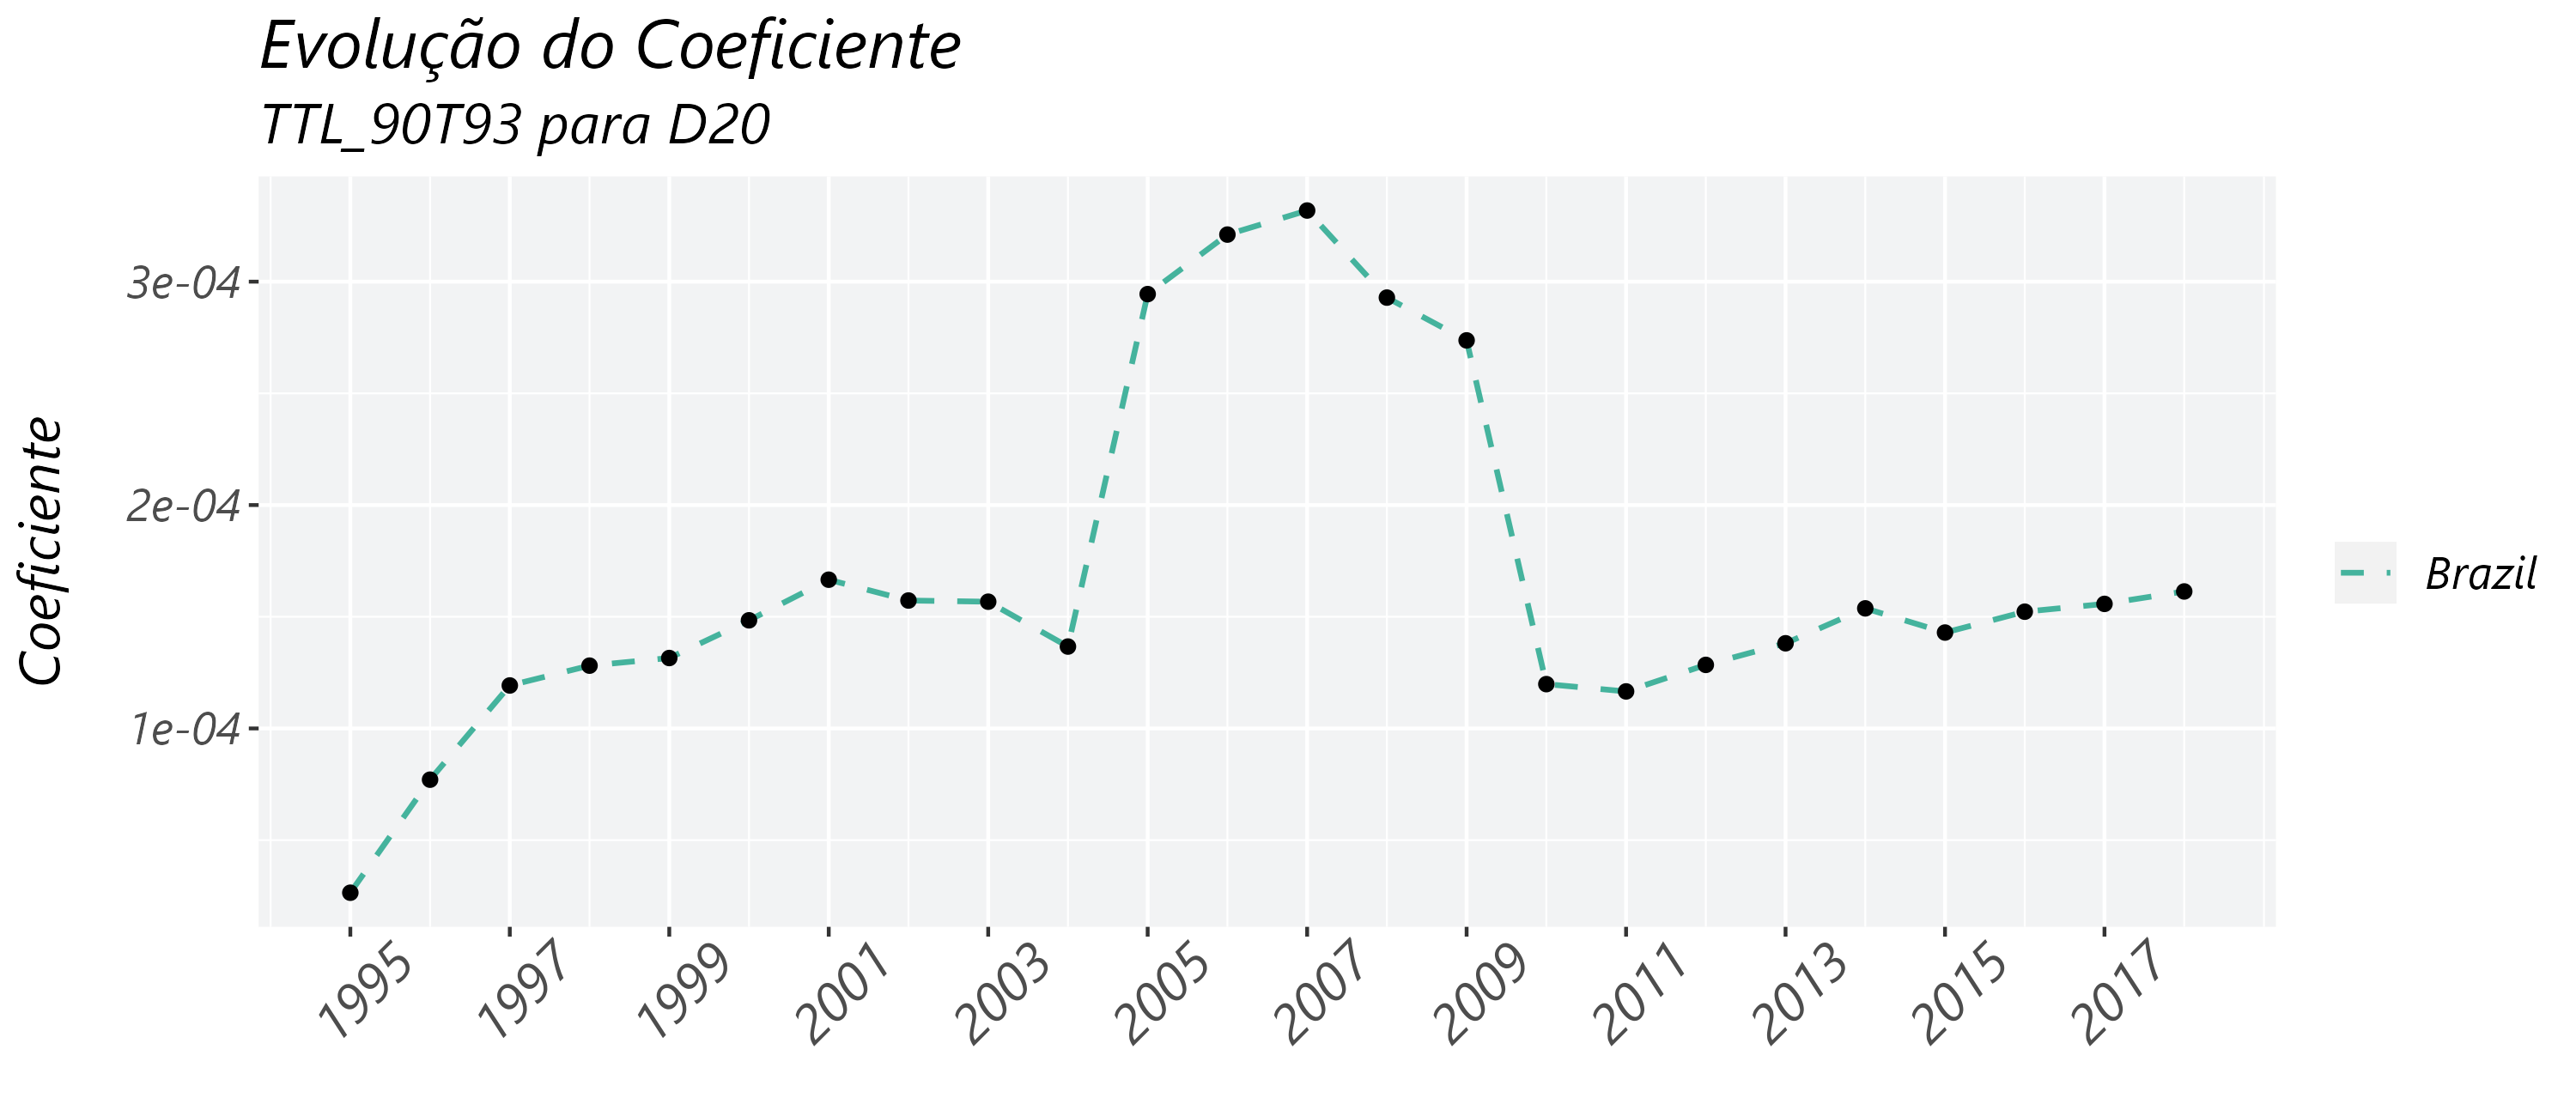 Evolução do Coeficiente
TTL_90T93 para D20
Coeficiente
3e-04
2e-04
1e-04
1995
1997
1999
2001
2003
2005
2007
2009
2011
2013
2015
2017
Brazil